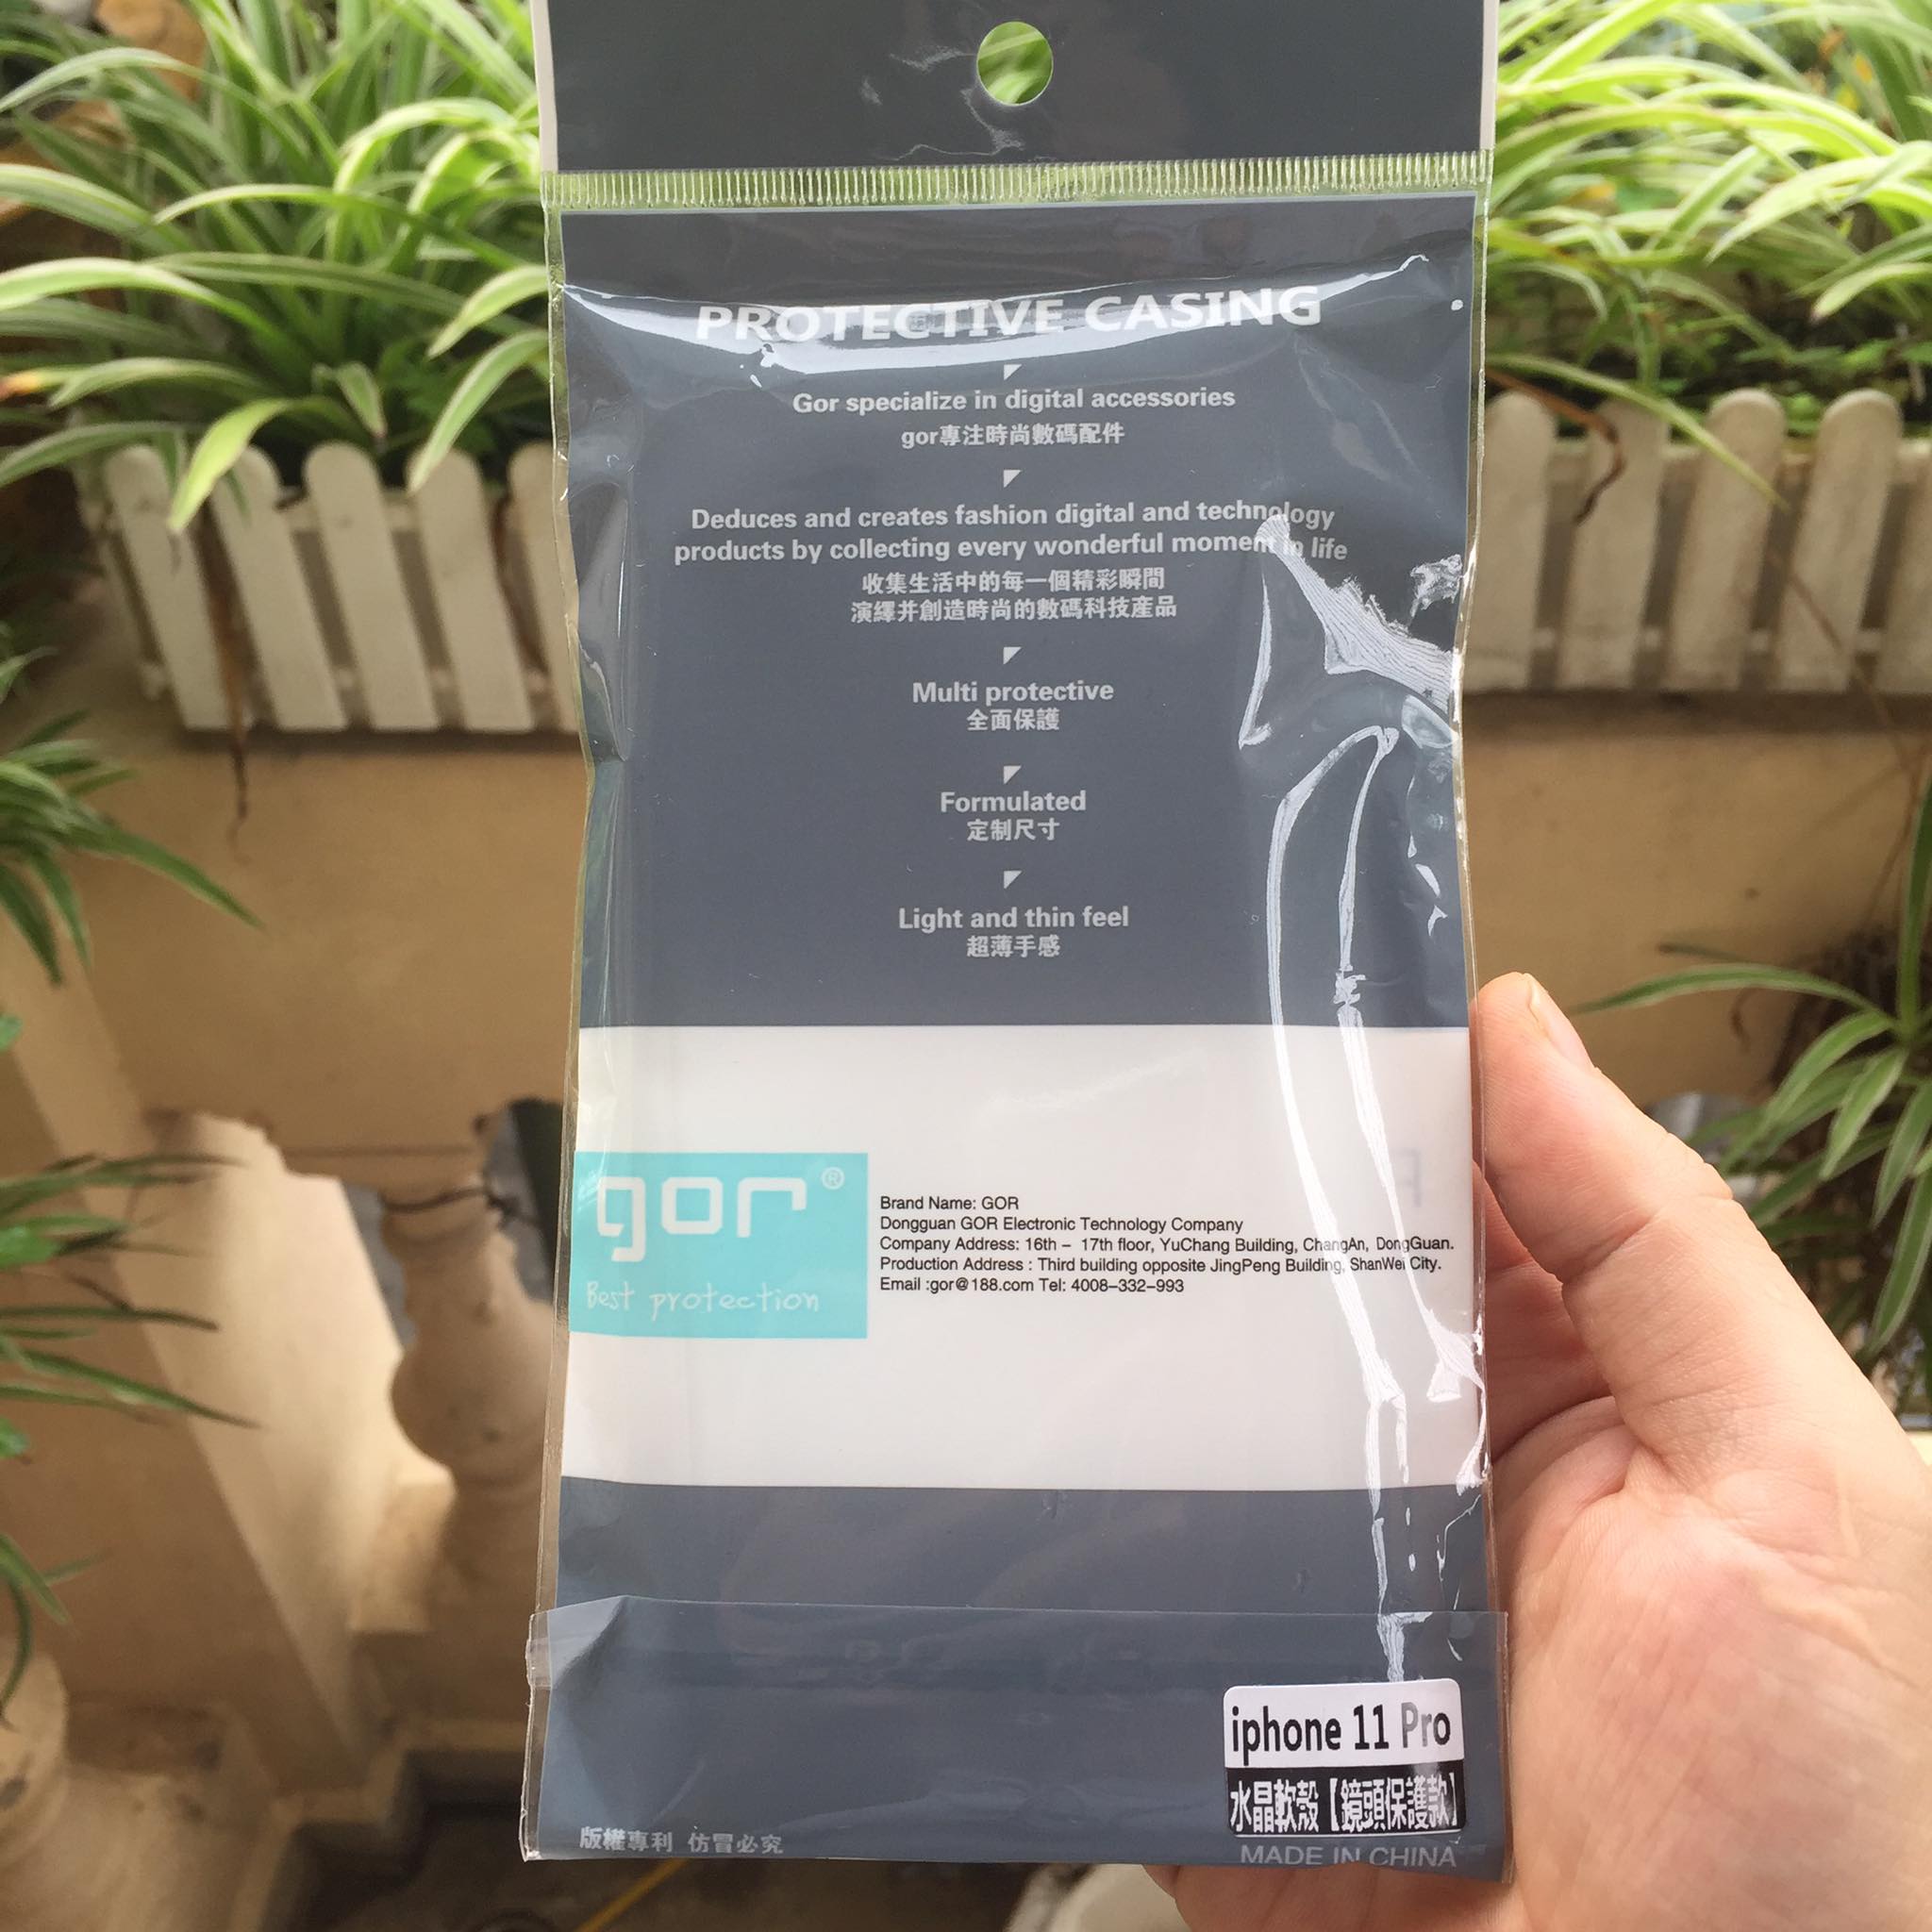 PROTECTIVE CASING
Gor specialize in digital accessories
gor專注時尚數碼配件
Deduces and creates fashion digital and technology
products by collecting every wonderful moment in life
收集生活中的每一個精彩瞬間
演繹并創造時尚的數碼科技産品
Multi protective
全面保護
Formulated
定制尺寸
Light and thin feel
超薄手感
gor®
Best protection
Brand Name: GOR
Dongguan GOR Electronic Technology Company
Company Address: 16th – 17th floor, YuChang Building, ChangAn, DongGuan.
Production Address : Third building opposite JingPeng Building, ShanWei City.
Email :gor@188.com Tel: 4008–332–993
iphone 11 Pro
水晶軟殼【鏡頭保護款】
版權專利 仿冒必究
MADE IN CHINA